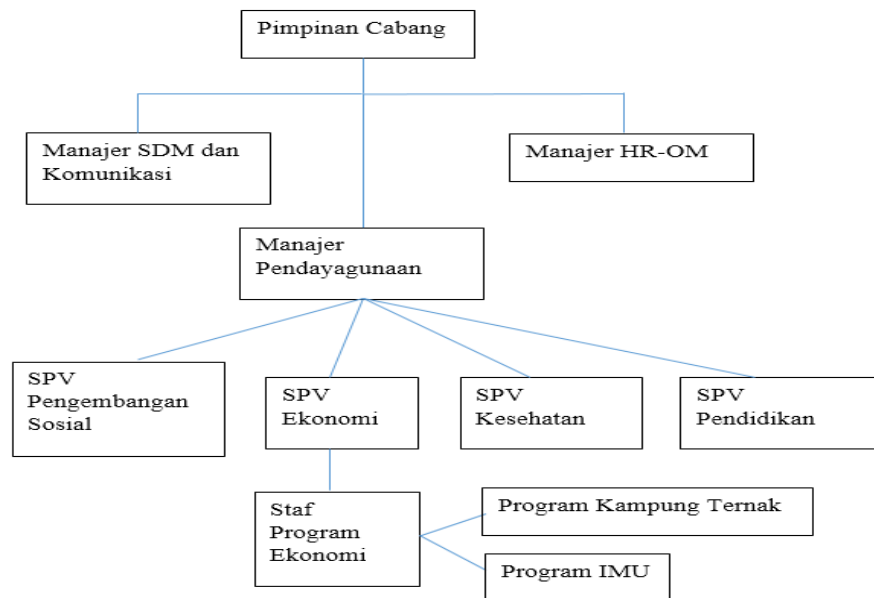 Pimpinan Cabang
Manajer SDM dan
Komunikasi
Manajer HR-OM
Manajer
Pendayagunaan
SPV
Pengembangan
Sosial
SPV
Ekonomi
SPV
Kesehatan
SPV
Pendidikan
Staf
Program
Ekonomi
Program Kampung Ternak
Program IMU